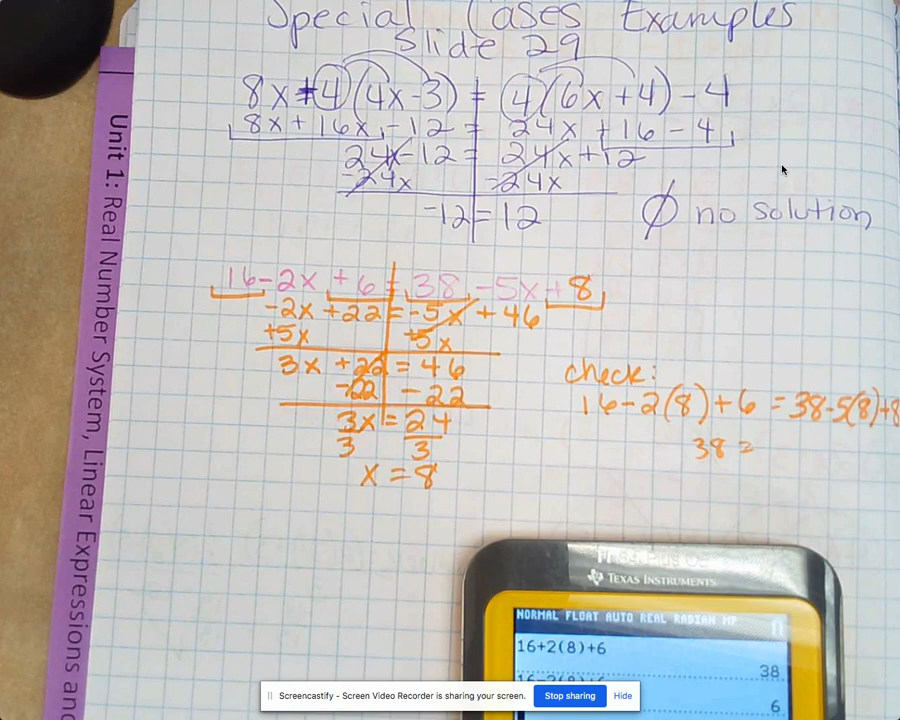 Special Cases Examples
Slide 29
8x + 4(4x - 3) = 4(6x + 4) - 4
8x + 16x - 12 = 24x + 16 - 4
24x - 12 = 24x + 12
-24x -24x
-12 = 12 ∅ no solution
16 - 2x + 6 = 38 - 5x + 8
-2x + 22 = -5x + 46
+5x +5x
3x + 22 = 46
-22 - 22
3x = 24
3 3
x = 8
check:
16 - 2(8) + 6 = 38 - 5(8) + 8
38 =
Unit 1: Real Number System, Linear Expressions and
TEXAS INSTRUMENTS
NORMAL FLOAT AUTO REAL RADIAN MP
16+2(8)+6
38
6
Screencastify - Screen Video Recorder is sharing your screen. Stop sharing Hide